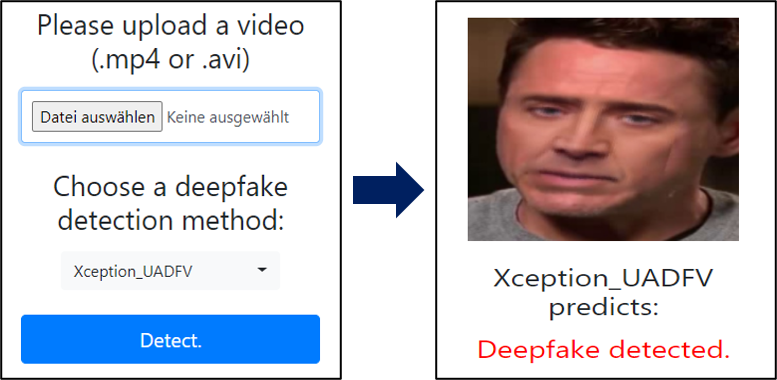 Please upload a video
(.mp4 or .avi)
Datei auswählen Keine ausgewählt
Choose a deepfake
detection method:
Xception_UADFV
Detect.
Xception_UADFV
predicts:
Deepfake detected.